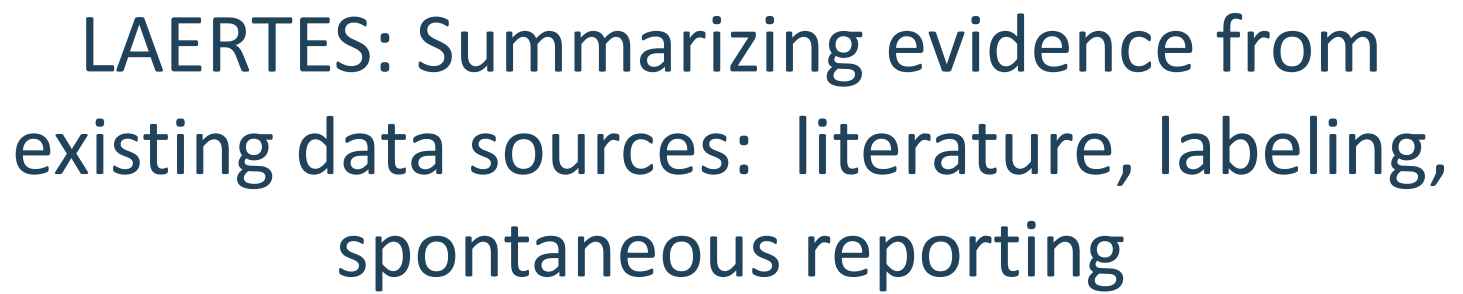 LAERTES: Summarizing evidence from
existing data sources:  literature, labeling,
spontaneous reporting